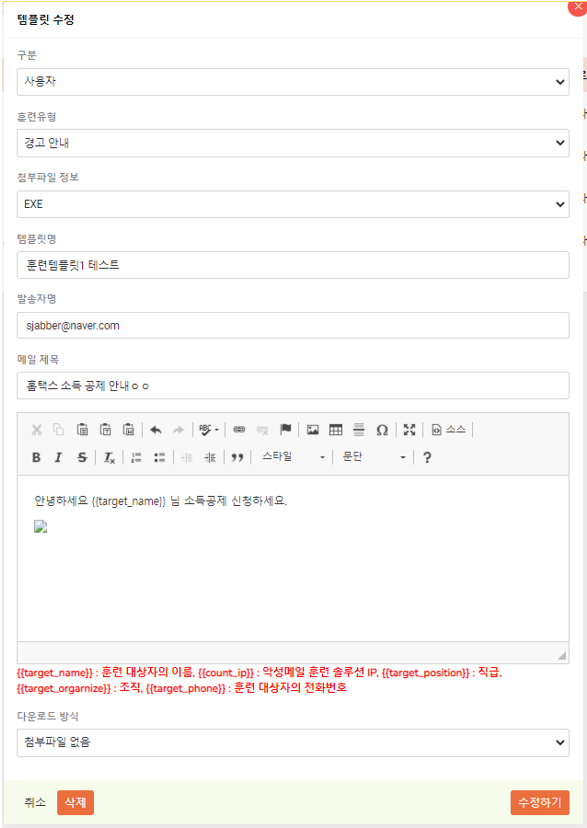 템플릿 수정
구분
사용자
훈련유형
경고 안내
첨부파일 정보
EXE
템플릿명
훈련템플릿1 테스트
발송자명
sjabber@naver.com
메일 제목
홈택스 소득 공제 안내ㅇㅇ
ABC 소스
B I S Ix 스타일 문단 ?
안녕하세요 {{target_name}} 님 소득공제 신청하세요.
{{target_name}} : 훈련 대상자의 이름, {{count_ip}} : 악성메일 훈련 솔루션 IP, {{target_position}} : 직급,
{{target_orgarnize}} : 조직, {{target_phone}} : 훈련 대상자의 전화번호
다운로드 방식
첨부파일 없음
취소 삭제 수정하기